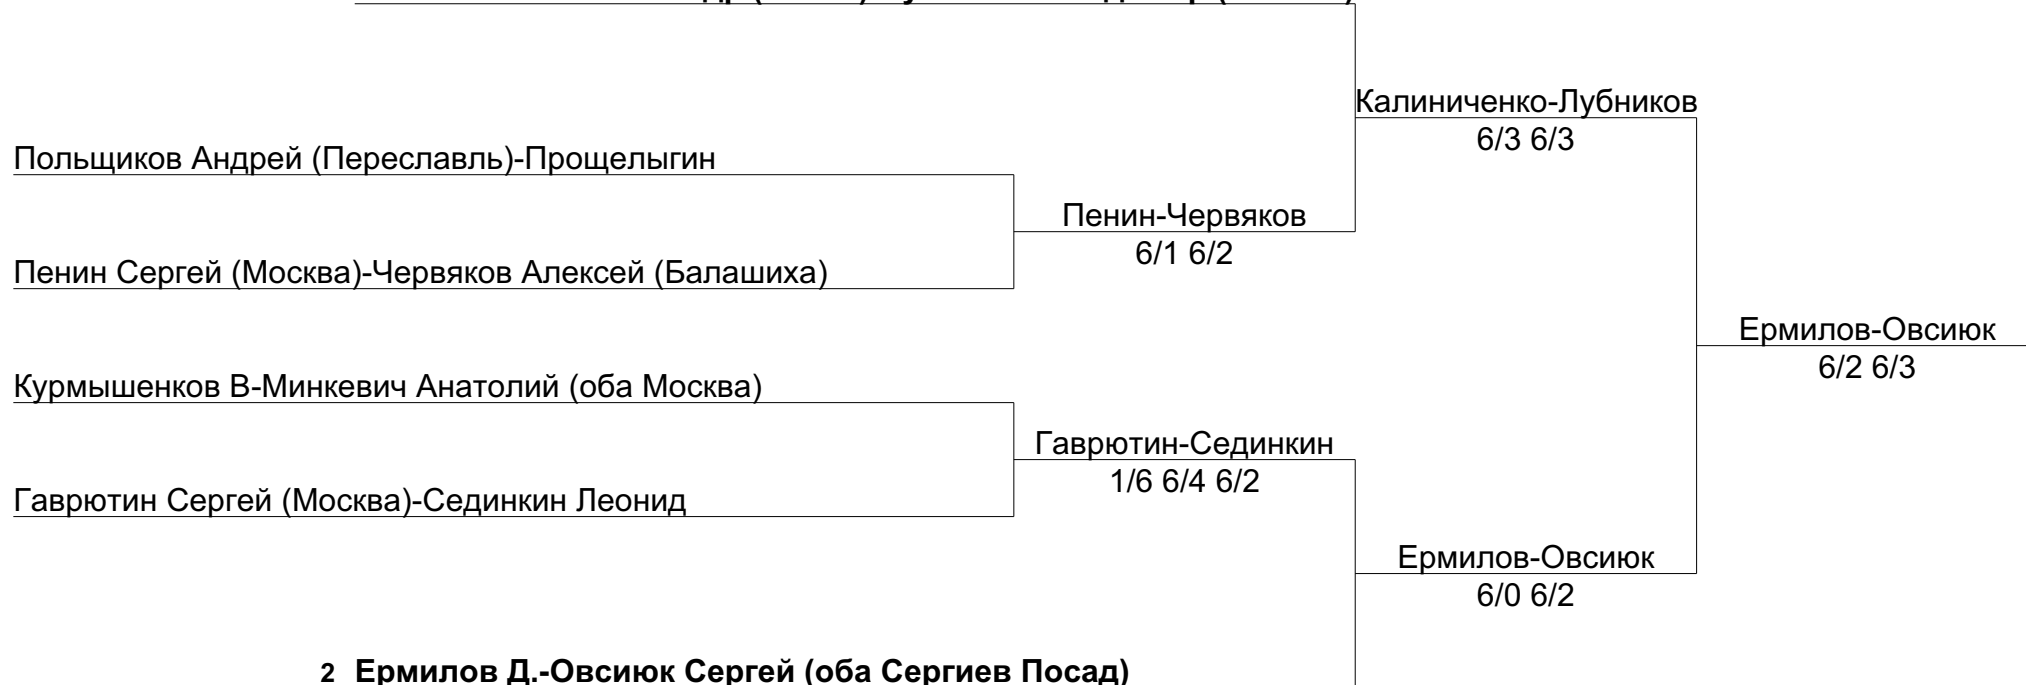 Калиниченко-Лубников
6/3 6/3
Польщиков Андрей (Переславль)-Прощелыгин
Пенин-Червяков
6/1 6/2
Пенин Сергей (Москва)-Червяков Алексей (Балашиха)
Ермилов-Овсиюк
6/2 6/3
Курмышенков В-Минкевич Анатолий (оба Москва)
Гаврютин-Сединкин
1/6 6/4 6/2
Гаврютин Сергей (Москва)-Сединкин Леонид
Ермилов-Овсиюк
6/0 6/2
2 Ермилов Д.-Овсиюк Сергей (оба Сергиев Посад)